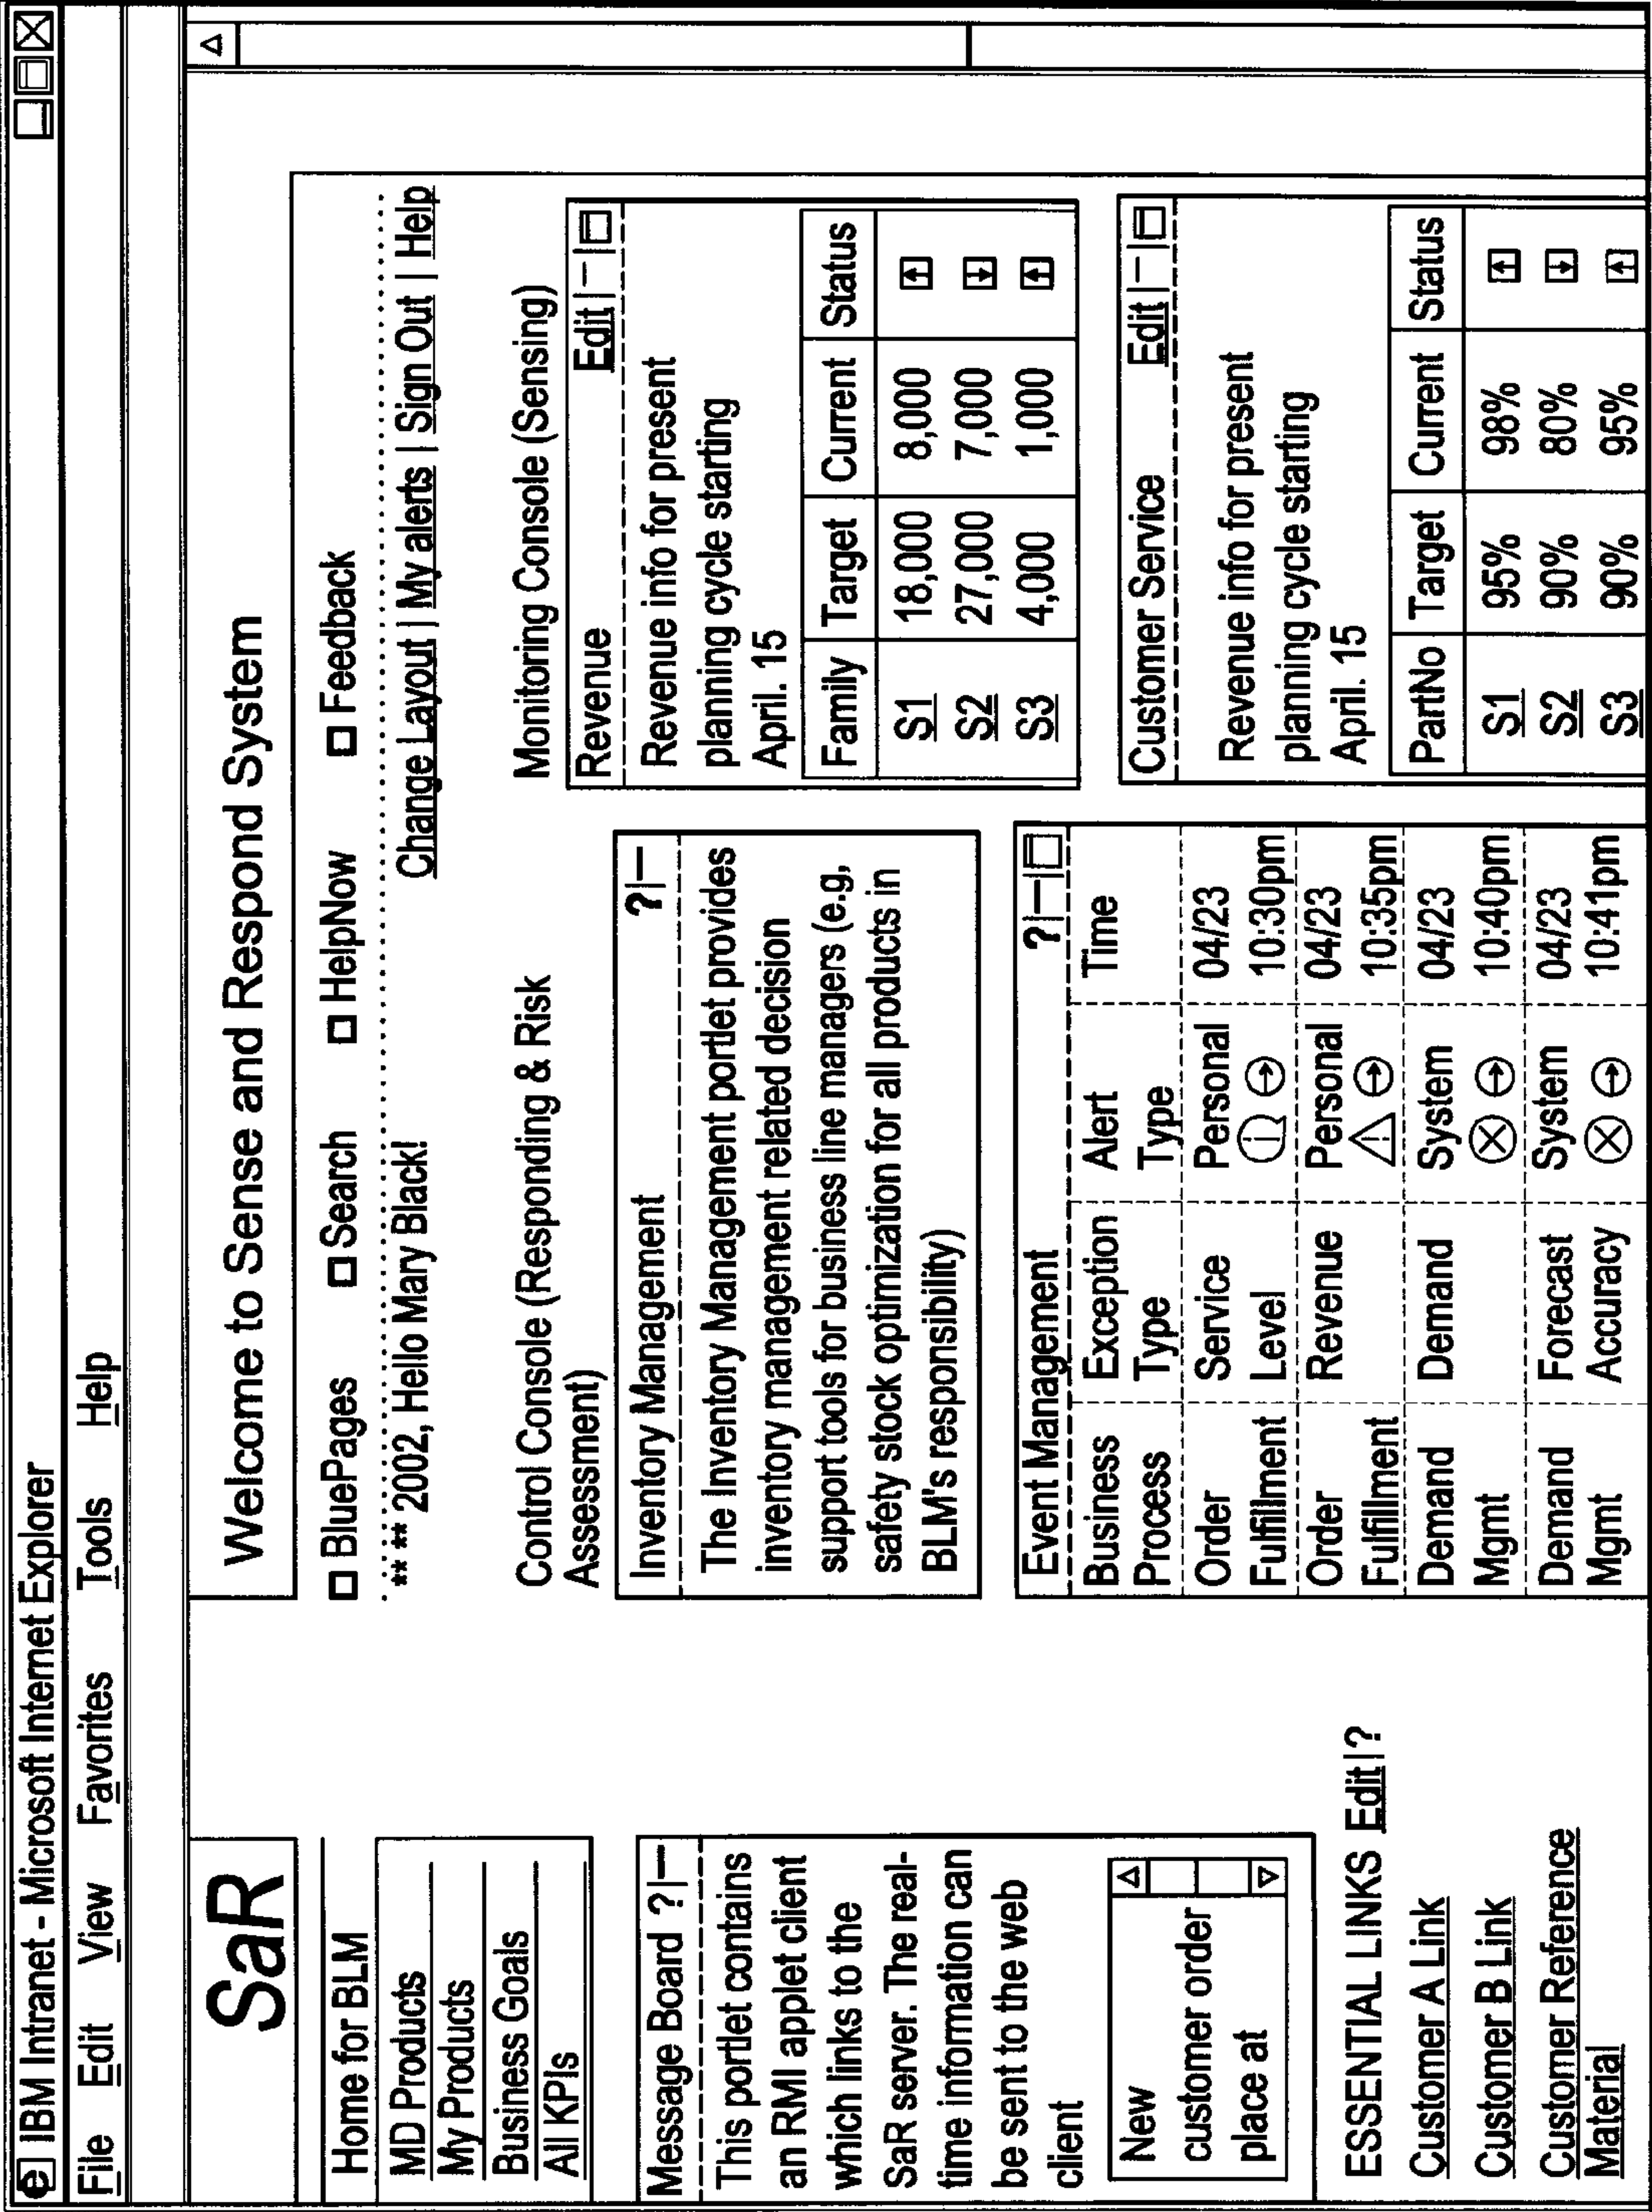 IBM Intranet - Microsoft Internet Explorer
File Edit View Favorites Tools Help
SaR
Welcome to Sense and Respond System
Home for BLM
MD Products
My Products
Business Goals
All KPIs
BluePages Search HelpNow Feedback
** ** 2002, Hello Mary Black!
Change Layout | My alerts | Sign Out | Help
Message Board ?|—
This portlet contains
an RMI applet client
which links to the
SaR server. The real-
time information can
be sent to the web
client
New
customer order
place at
ESSENTIAL LINKS Edit|?
Customer A Link
Customer B Link
Customer Reference
Material
Control Console (Responding & Risk
Assessment)
Inventory Management ?|—
The Inventory Management portlet provides
inventory management related decision
support tools for business line managers (e.g,
safety stock optimization for all products in
BLM's responsibility)
Event Management ?|—|
Business Exception Alert Time
Process Type Type
Order Service Personal 04/23
Fulfillment Level 10:30pm
Order Revenue Personal 04/23
Fulfillment 10:35pm
Demand Demand System 04/23
Mgmt 10:40pm
Demand Forecast System 04/23
Mgmt Accuracy 10:41pm
Monitoring Console (Sensing)
Revenue Edit|—|
Revenue info for present
planning cycle starting
April. 15
Family Target Current Status
S1 18,000 8,000
S2 27,000 7,000
S3 4,000 1,000
Customer Service Edit|—|
Revenue info for present
planning cycle starting
April. 15
PartNo Target Current Status
S1 95% 98%
S2 90% 80%
S3 90% 95%